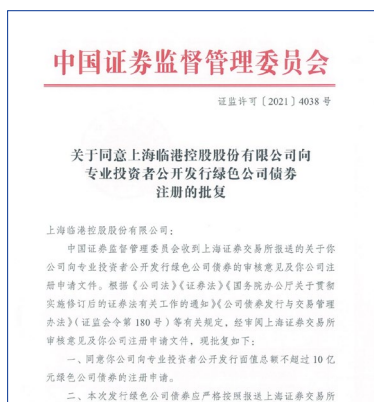 中国证券监督管理委员会
证监许可〔2021〕4038 号
关于同意上海临港控股股份有限公司向
专业投资者公开发行绿色公司债券
注册的批复
上海临港控股股份有限公司：
中国证券监督管理委员会收到上海证券交易所报送的关于你
公司向专业投资者公开发行绿色公司债券的审核意见及你公司注
册申请文件。根据《公司法》《证券法》《国务院办公厅关于贯彻
实施修订后的证券法有关工作的通知》《公司债券发行与交易管理
办法》（证监会令第 180 号）等有关规定，经审阅上海证券交易所
审核意见及你公司注册申请文件，现批复如下：
一、同意你公司向专业投资者公开发行面值总额不超过 10 亿
元绿色公司债券的注册申请。
二、本次发行绿色公司债券应严格按照报送上海证券交易所